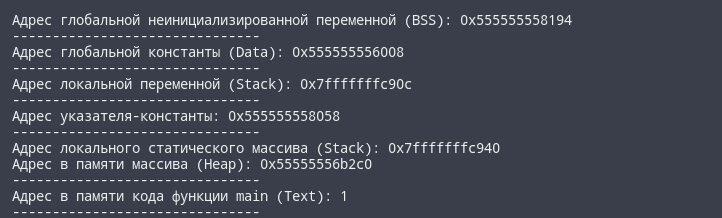 Адрес глобальной неинициализированной переменной (BSS): 0x555555558194
-------------------------------
Адрес глобальной константы (Data): 0x555555556008
-------------------------------
Адрес локальной переменной (Stack): 0x7fffffffc90c
-------------------------------
Адрес указателя-константы: 0x555555558058
-------------------------------
Адрес локального статического массива (Stack): 0x7fffffffc940
Адрес в памяти массива (Heap): 0x55555556b2c0
-------------------------------
Адрес в памяти кода функции main (Text): 1
-------------------------------